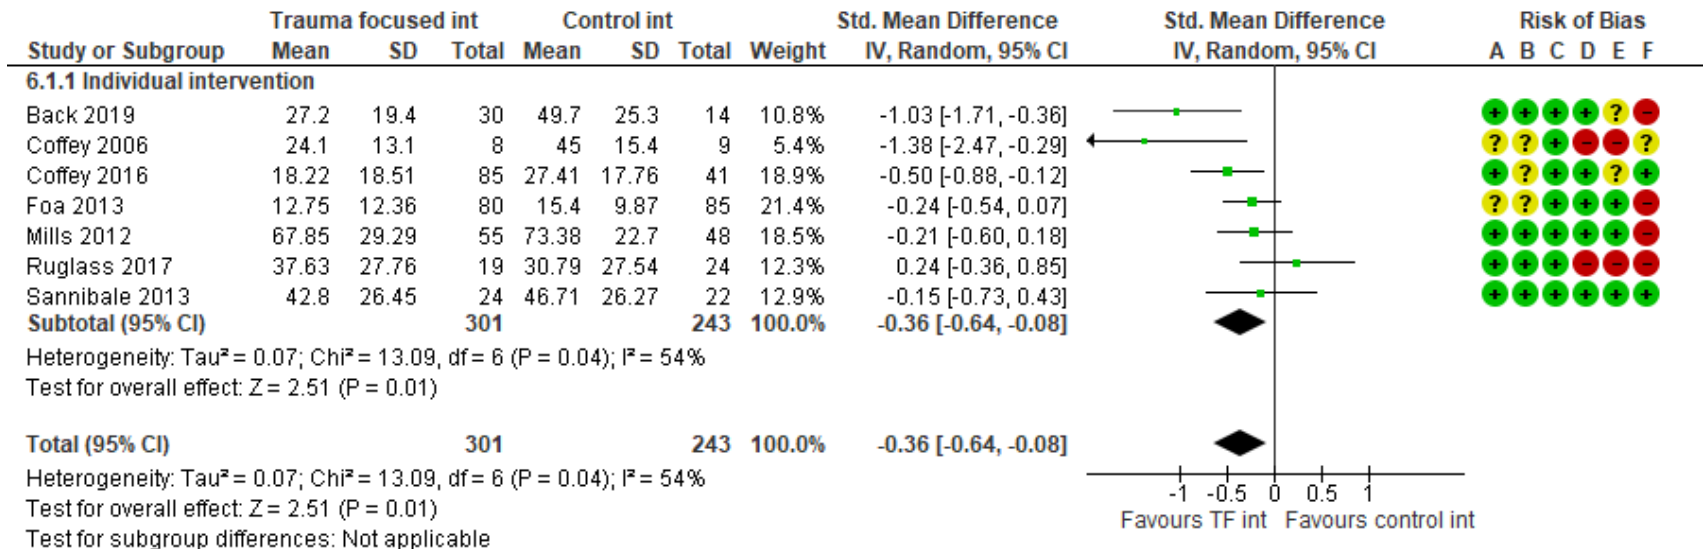 Trauma focused int Control int Std. Mean Difference Std. Mean Difference Risk of Bias
Study or Subgroup Mean SD Total Mean SD Total Weight IV, Random, 95% CI IV, Random, 95% CI A B C D E F
6.1.1 Individual intervention
Back 2019 27.2 19.4 30 49.7 25.3 14 10.8% -1.03 [-1.71, -0.36] + + + + ? -
Coffey 2006 24.1 13.1 8 45 15.4 9 5.4% -1.38 [-2.47, -0.29] ? ? + - - ?
Coffey 2016 18.22 18.51 85 27.41 17.76 41 18.9% -0.50 [-0.88, -0.12] + ? + + ? +
Foa 2013 12.75 12.36 80 15.4 9.87 85 21.4% -0.24 [-0.54, 0.07] ? ? + + + -
Mills 2012 67.85 29.29 55 73.38 22.7 48 18.5% -0.21 [-0.60, 0.18] + + + + + -
Ruglass 2017 37.63 27.76 19 30.79 27.54 24 12.3% 0.24 [-0.36, 0.85] + + + - - -
Sannibale 2013 42.8 26.45 24 46.71 26.27 22 12.9% -0.15 [-0.73, 0.43] + + + + + +
Subtotal (95% CI) 301 243 100.0% -0.36 [-0.64, -0.08]
Heterogeneity: Tau² = 0.07; Chi² = 13.09, df = 6 (P = 0.04); I² = 54%
Test for overall effect: Z = 2.51 (P = 0.01)
Total (95% CI) 301 243 100.0% -0.36 [-0.64, -0.08]
Heterogeneity: Tau² = 0.07; Chi² = 13.09, df = 6 (P = 0.04); I² = 54%
Test for overall effect: Z = 2.51 (P = 0.01)
Test for subgroup differences: Not applicable
-1 -0.5 0 0.5 1
Favours TF int Favours control int